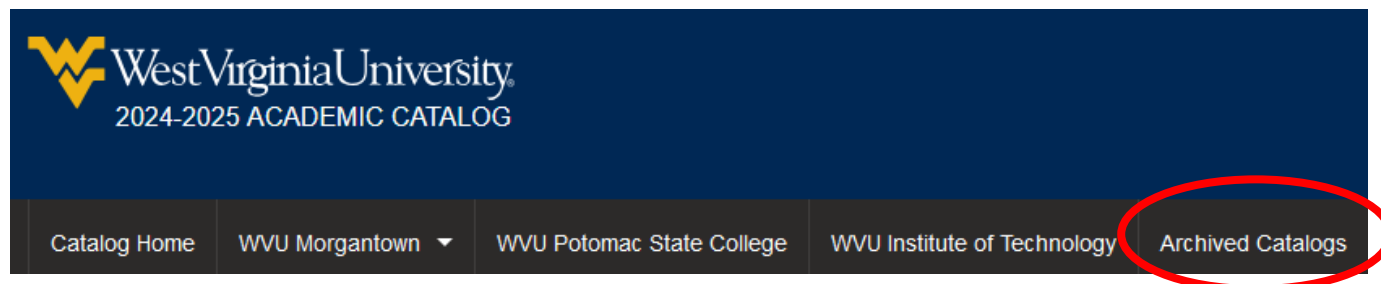 WestVirginiaUniversity®
2024-2025 ACADEMIC CATALOG
Catalog Home WVU Morgantown WVU Potomac State College WVU Institute of Technology Archived Catalogs